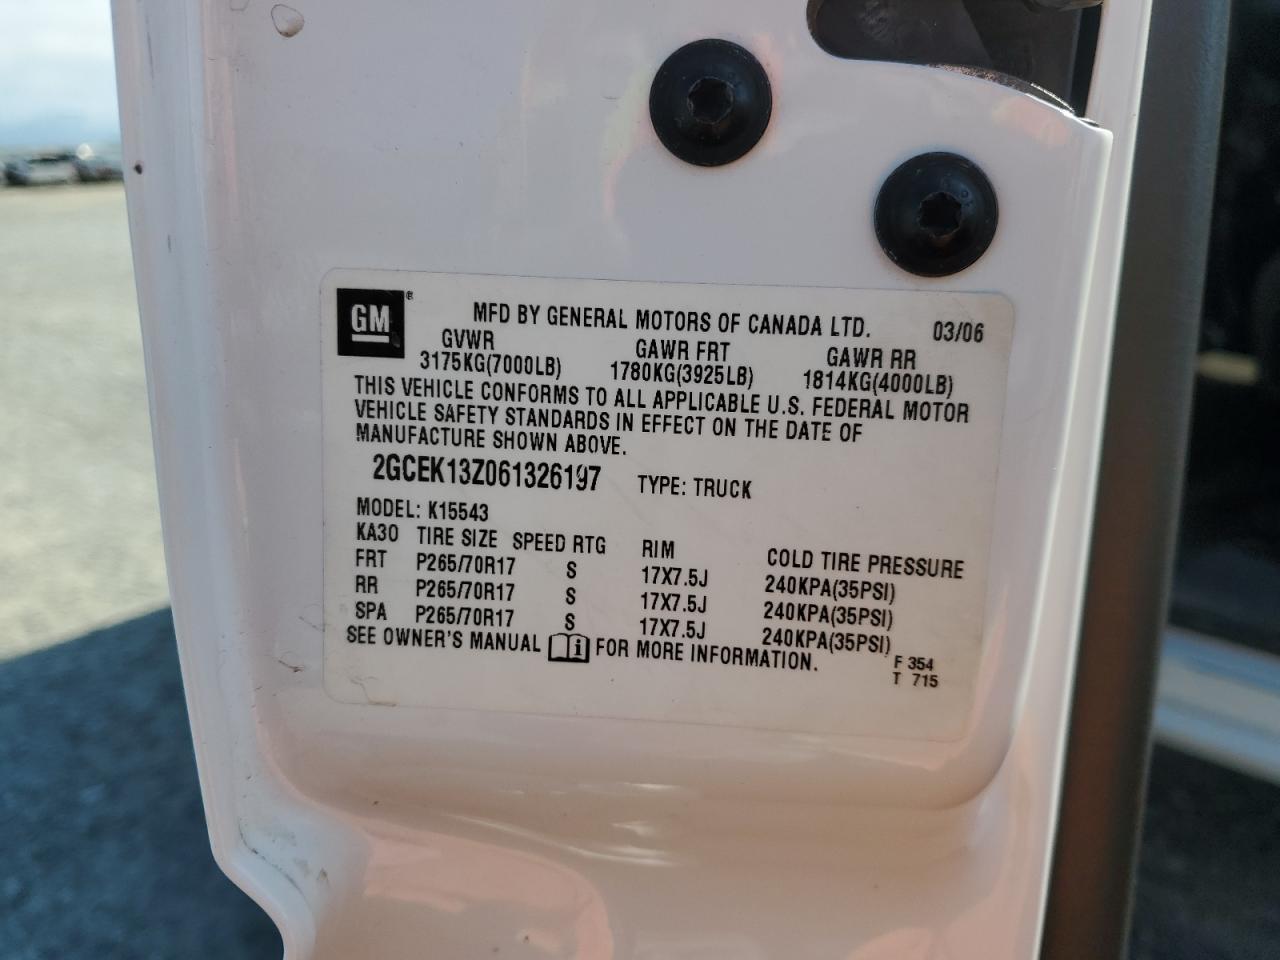 GM ®
MFD BY GENERAL MOTORS OF CANADA LTD. 03/06
GVWR GAWR FRT GAWR RR
3175KG(7000LB) 1780KG(3925LB) 1814KG(4000LB)
THIS VEHICLE CONFORMS TO ALL APPLICABLE U.S. FEDERAL MOTOR
VEHICLE SAFETY STANDARDS IN EFFECT ON THE DATE OF
MANUFACTURE SHOWN ABOVE.
2GCEK13Z061326197 TYPE: TRUCK
MODEL: K15543
KA30 TIRE SIZE SPEED RTG RIM COLD TIRE PRESSURE
FRT P265/70R17 S 17X7.5J 240KPA(35PSI)
RR P265/70R17 S 17X7.5J 240KPA(35PSI)
SPA P265/70R17 S 17X7.5J 240KPA(35PSI)
SEE OWNER'S MANUAL i FOR MORE INFORMATION.
F 354
T 715